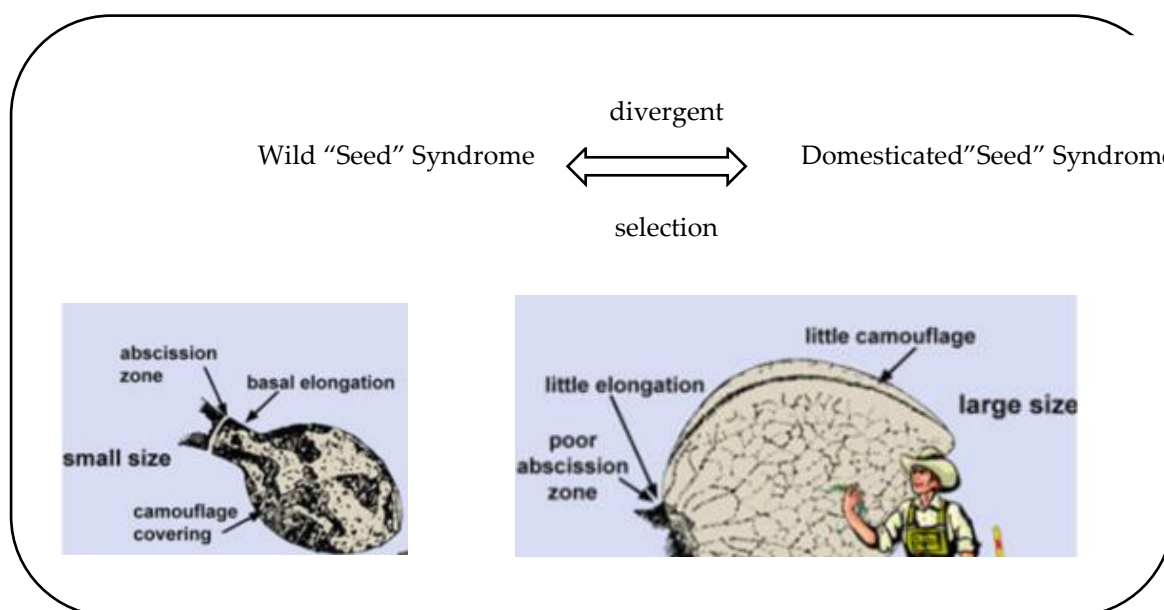 divergent
Wild “Seed” Syndrome
Domesticated”Seed” Syndrome
selection
abscission
zone
basal elongation
small size
camouflage
covering
little camouflage
little elongation
large size
poor
abscission
zone